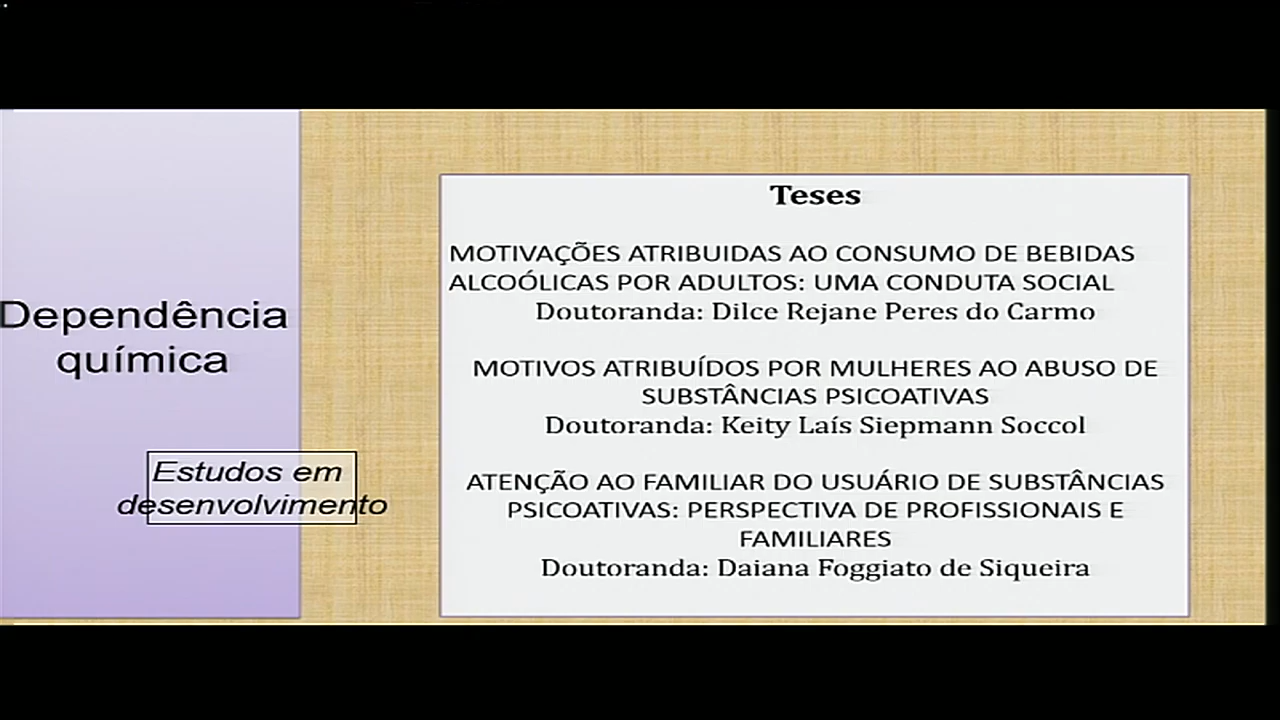 Dependência
química
Estudos em
desenvolvimento
Teses
MOTIVAÇÕES ATRIBUIDAS AO CONSUMO DE BEBIDAS
ALCOÓLICAS POR ADULTOS: UMA CONDUTA SOCIAL
Doutoranda: Dilce Rejane Peres do Carmo
MOTIVOS ATRIBUÍDOS POR MULHERES AO ABUSO DE
SUBSTÂNCIAS PSICOATIVAS
Doutoranda: Keity Laís Siepmann Soccol
ATENÇÃO AO FAMILIAR DO USUÁRIO DE SUBSTÂNCIAS
PSICOATIVAS: PERSPECTIVA DE PROFISSIONAIS E
FAMILIARES
Doutoranda: Daiana Foggiato de Siqueira